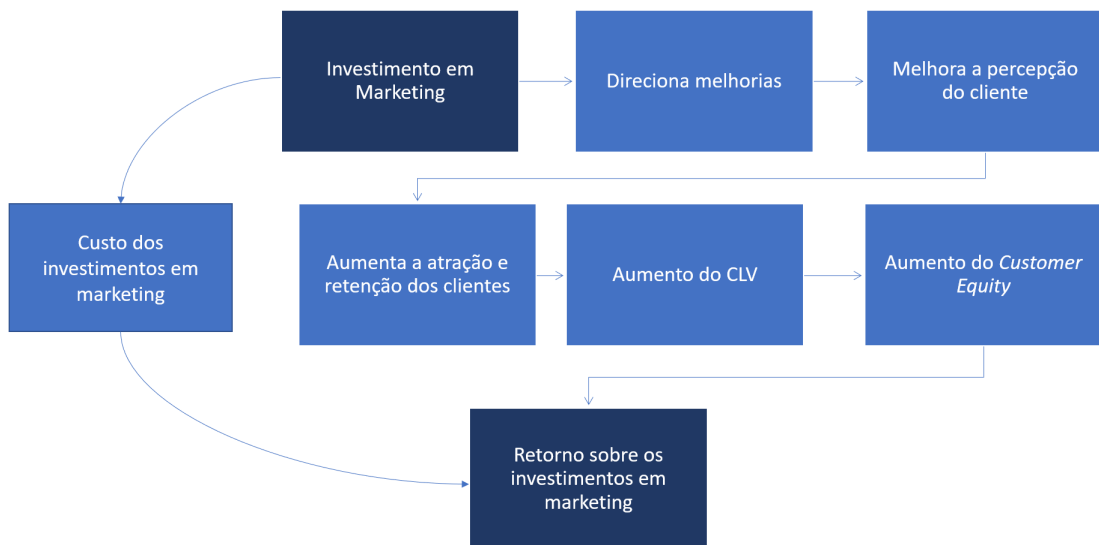 Investimento em
Marketing
Direciona melhorias
Melhora a percepção
do cliente
Custo dos
investimentos em
marketing
Aumenta a atração e
retenção dos clientes
Aumento do CLV
Aumento do Customer
Equity
Retorno sobre os
investimentos em
marketing